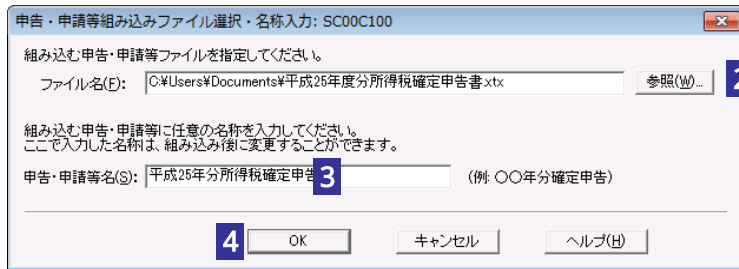 申告・申請等組み込みファイル選択・名称入力: SC00C100
組み込む申告・申請等ファイルを指定してください。
ファイル名(F): C:¥Users¥Documents¥平成25年度分所得税確定申告書.xtx 参照(W)... 2
組み込む申告・申請等に任意の名称を入力してください。
ここで入力した名称は、組み込み後に変更することができます。
申告・申請等名(S): 平成25年分所得税確定申告 3 (例: 〇〇年分確定申告)
4 OK キャンセル ヘルプ(H)